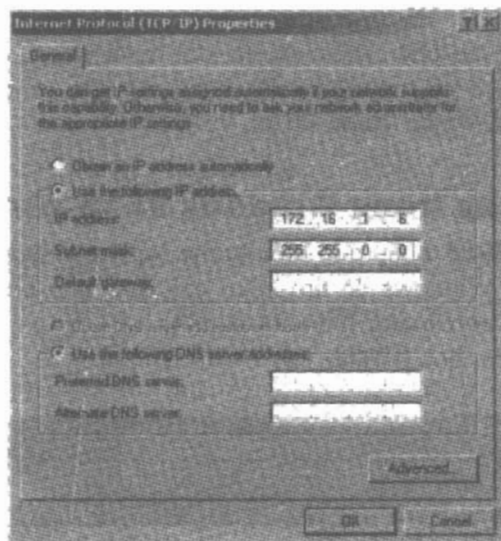 Internet Protocol (TCP/IP) Properties
General
You can get IP settings assigned automatically if your network supports
this capability. Otherwise, you need to ask your network administrator for
the appropriate IP settings.
Obtain an IP address automatically
Use the following IP address:
IP address: 172 . 16 . 1 . 6
Subnet mask: 255 . 255 . 0 . 0
Default gateway:
Use the following DNS server addresses:
Preferred DNS server:
Alternate DNS server:
Advanced...
OK Cancel